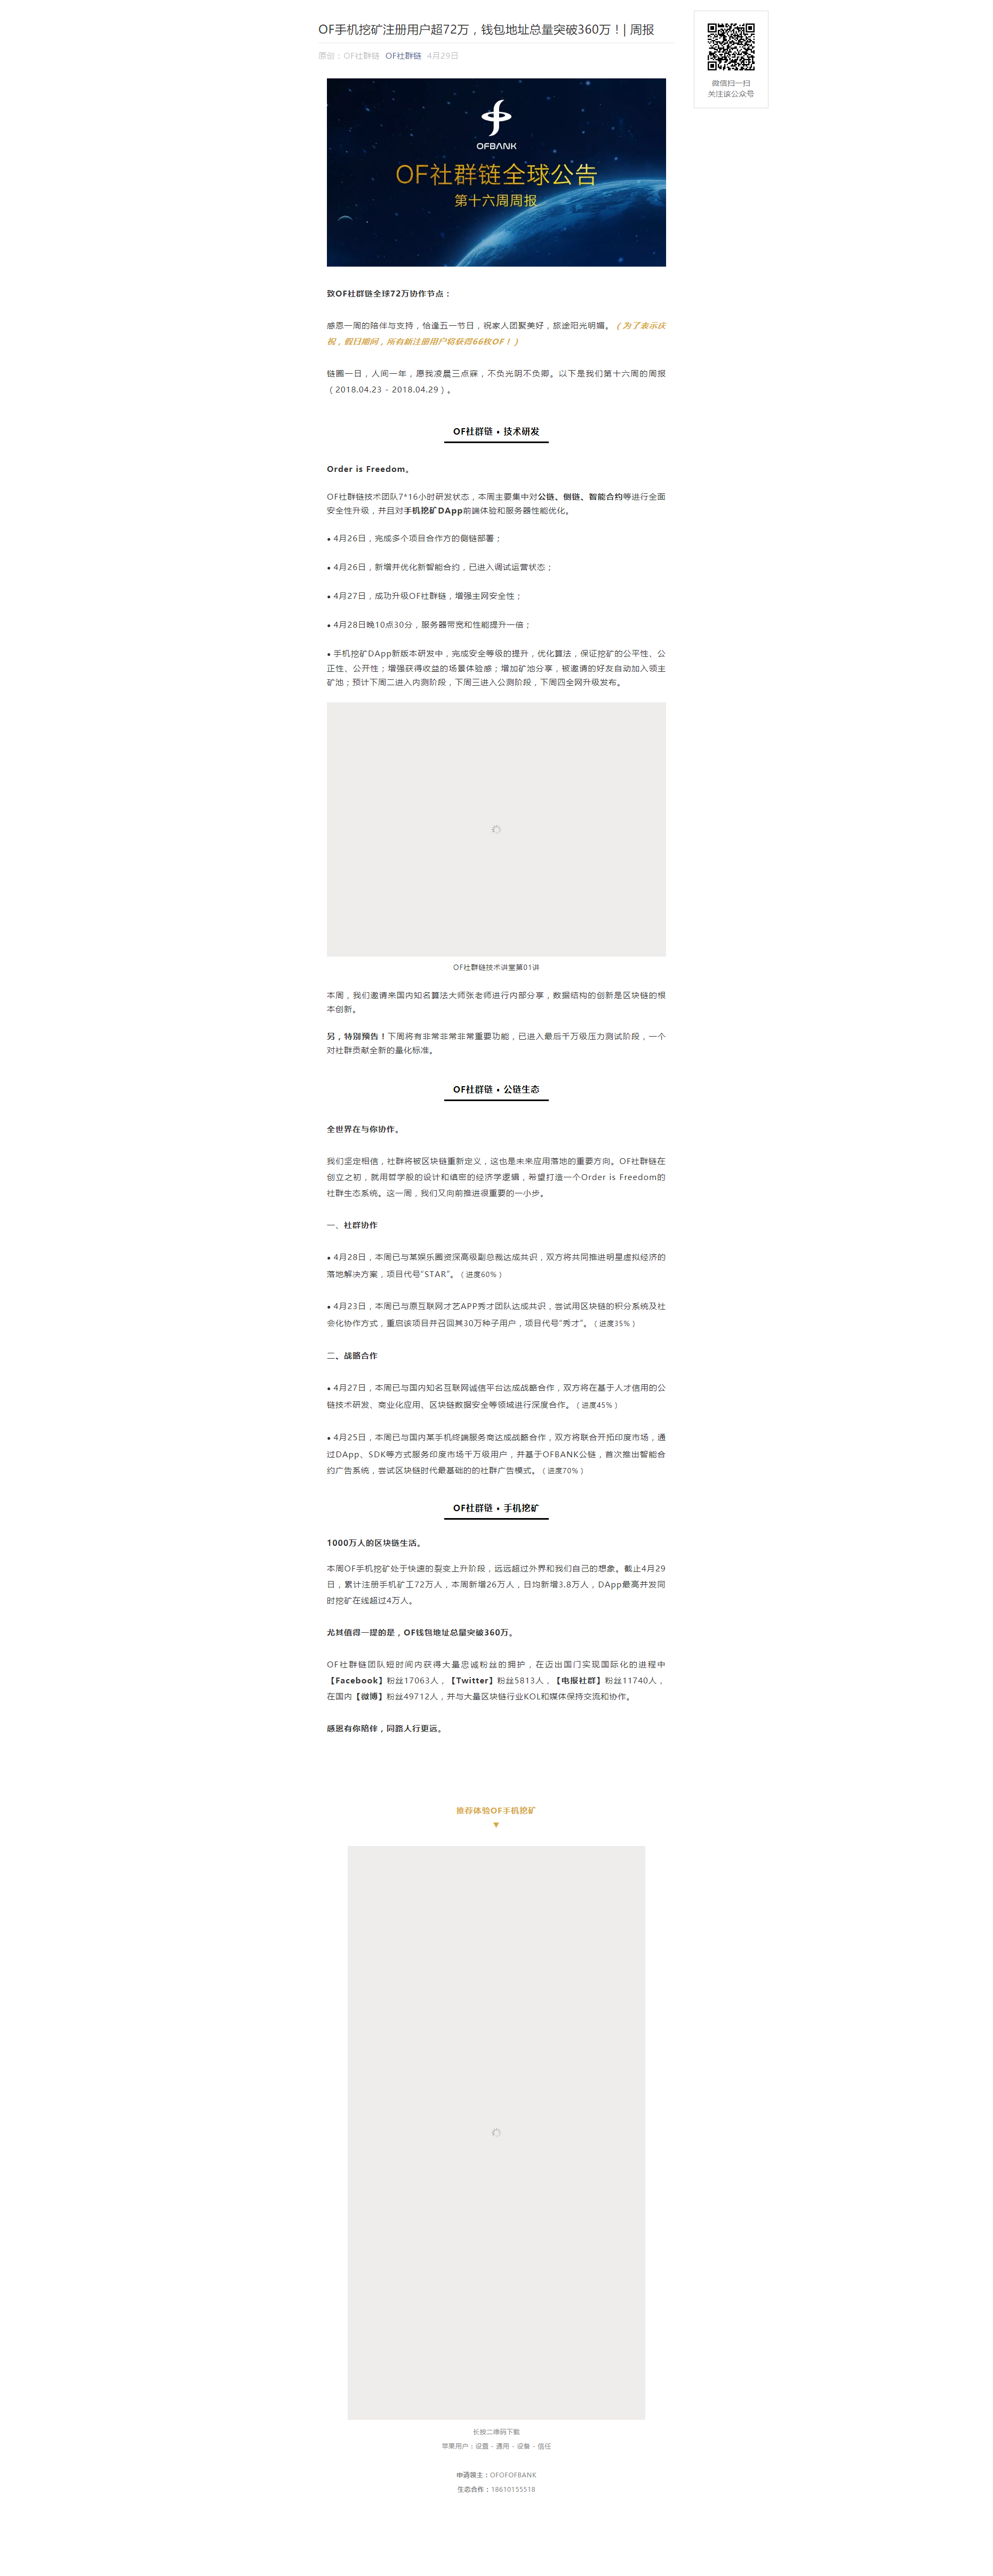 OF手机挖矿注册用户超72万，钱包地址总量突破360万！| 周报
原创：OF社群链 OF社群链 4月29日
微信扫一扫
关注该公众号
OFBANK
OF社群链全球公告
第十六周周报
致OF社群链全球72万协作节点：
感恩一周的陪伴与支持，恰逢五一节日，祝家人团聚美好，旅途阳光明媚。（为了表示庆
祝，假日期间，所有新注册用户将获得66枚OF！）
链圈一日，人间一年，愿我凌晨三点寐，不负光阴不负卿。以下是我们第十六周的周报
（2018.04.23 - 2018.04.29）。
OF社群链 • 技术研发
Order is Freedom。
OF社群链技术团队7*16小时研发状态，本周主要集中对公链、侧链、智能合约等进行全面
安全性升级，并且对手机挖矿DApp前端体验和服务器性能优化。
• 4月26日，完成多个项目合作方的侧链部署；
• 4月26日，新增并优化新智能合约，已进入调试运营状态；
• 4月27日，成功升级OF社群链，增强主网安全性；
• 4月28日晚10点30分，服务器带宽和性能提升一倍；
• 手机挖矿DApp新版本研发中，完成安全等级的提升，优化算法，保证挖矿的公平性、公
正性、公开性；增强获得收益的场景体验感；增加矿池分享，被邀请的好友自动加入领主
矿池；预计下周二进入内测阶段，下周三进入公测阶段，下周四全网升级发布。
OF社群链技术讲堂第01讲
本周，我们邀请来国内知名算法大师张老师进行内部分享，数据结构的创新是区块链的根
本创新。
另，特别预告！下周将有非常非常非常重要功能，已进入最后千万级压力测试阶段，一个
对社群贡献全新的量化标准。
OF社群链 • 公链生态
全世界在与你协作。
我们坚定相信，社群将被区块链重新定义，这也是未来应用落地的重要方向。OF社群链在
创立之初，就用哲学般的设计和缜密的经济学逻辑，希望打造一个Order is Freedom的
社群生态系统。这一周，我们又向前推进很重要的一小步。
一、社群协作
• 4月28日，本周已与某娱乐圈资深高级副总裁达成共识，双方将共同推进明星虚拟经济的
落地解决方案，项目代号“STAR”。（进度60%）
• 4月23日，本周已与原互联网才艺APP秀才团队达成共识，尝试用区块链的积分系统及社
会化协作方式，重启该项目并召回其30万种子用户，项目代号“秀才”。（进度35%）
二、战略合作
• 4月27日，本周已与国内知名互联网诚信平台达成战略合作，双方将在基于人才信用的公
链技术研发、商业化应用、区块链数据安全等领域进行深度合作。（进度45%）
• 4月25日，本周已与国内某手机终端服务商达成战略合作，双方将联合开拓印度市场，通
过DApp、SDK等方式服务印度市场千万级用户，并基于OFBANK公链，首次推出智能合
约广告系统，尝试区块链时代最基础的的社群广告模式。（进度70%）
OF社群链 • 手机挖矿
1000万人的区块链生活。
本周OF手机挖矿处于快速的裂变上升阶段，远远超过外界和我们自己的想象。截止4月29
日，累计注册手机矿工72万人，本周新增26万人，日均新增3.8万人，DApp最高并发同
时挖矿在线超过4万人。
尤其值得一提的是，OF钱包地址总量突破360万。
OF社群链团队短时间内获得大量忠诚粉丝的拥护，在迈出国门实现国际化的进程中
【Facebook】粉丝17063人，【Twitter】粉丝5813人，【电报社群】粉丝11740人，
在国内【微博】粉丝49712人，并与大量区块链行业KOL和媒体保持交流和协作。
感恩有你陪伴，同路人行更远。
推荐体验OF手机挖矿
▼
长按二维码下载
苹果用户：设置 - 通用 - 设备 - 信任
申请领主：OFOFOFBANK
生态合作：18610155518